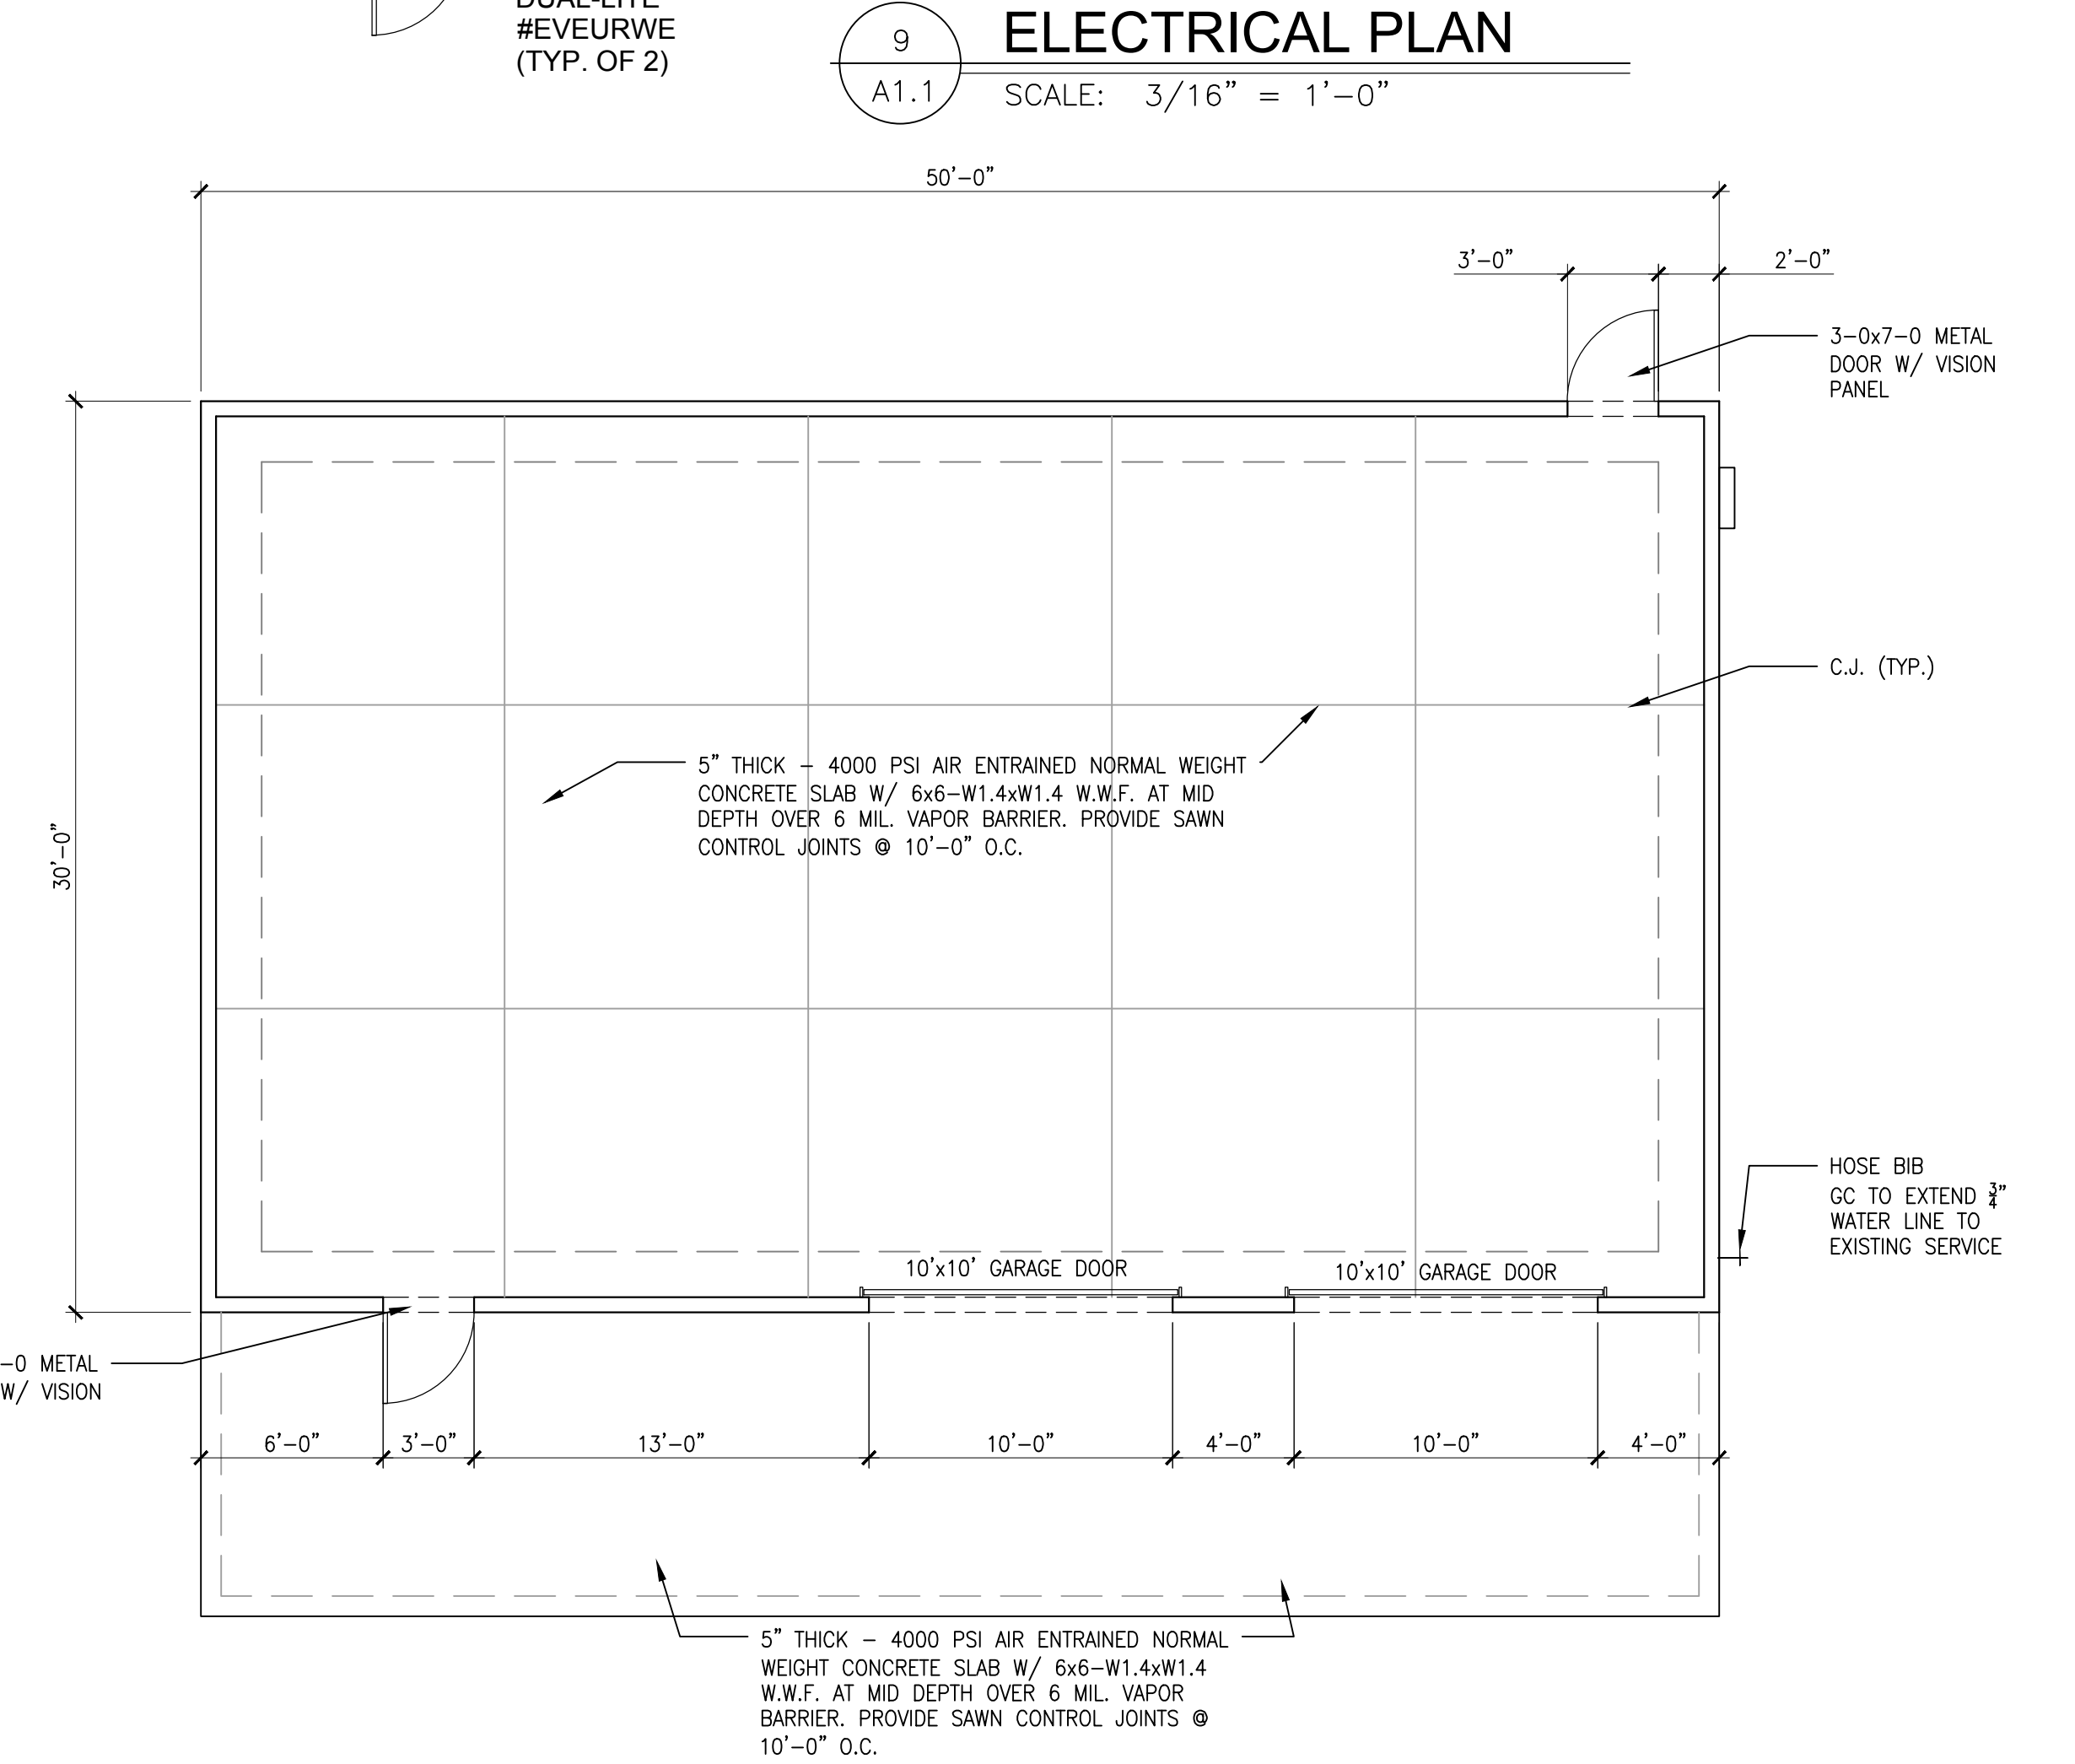 DUAL-LITE
#EVEURWE
(TYP. OF 2)
9
A1.1
ELECTRICAL PLAN
SCALE: 3/16" = 1'-0"
50'-0"
3'-0"
2'-0"
3-0x7-0 METAL
DOOR W/ VISION
PANEL
C.J. (TYP.)
5" THICK - 4000 PSI AIR ENTRAINED NORMAL WEIGHT
CONCRETE SLAB W/ 6x6-W1.4xW1.4 W.W.F. AT MID
DEPTH OVER 6 MIL. VAPOR BARRIER. PROVIDE SAWN
CONTROL JOINTS @ 10'-0" O.C.
30'-0"
HOSE BIB
GC TO EXTEND 3/4"
WATER LINE TO
EXISTING SERVICE
10'x10' GARAGE DOOR
10'x10' GARAGE DOOR
-0 METAL
W/ VISION
6'-0"
3'-0"
13'-0"
10'-0"
4'-0"
10'-0"
4'-0"
5" THICK - 4000 PSI AIR ENTRAINED NORMAL
WEIGHT CONCRETE SLAB W/ 6x6-W1.4xW1.4
W.W.F. AT MID DEPTH OVER 6 MIL. VAPOR
BARRIER. PROVIDE SAWN CONTROL JOINTS @
10'-0" O.C.